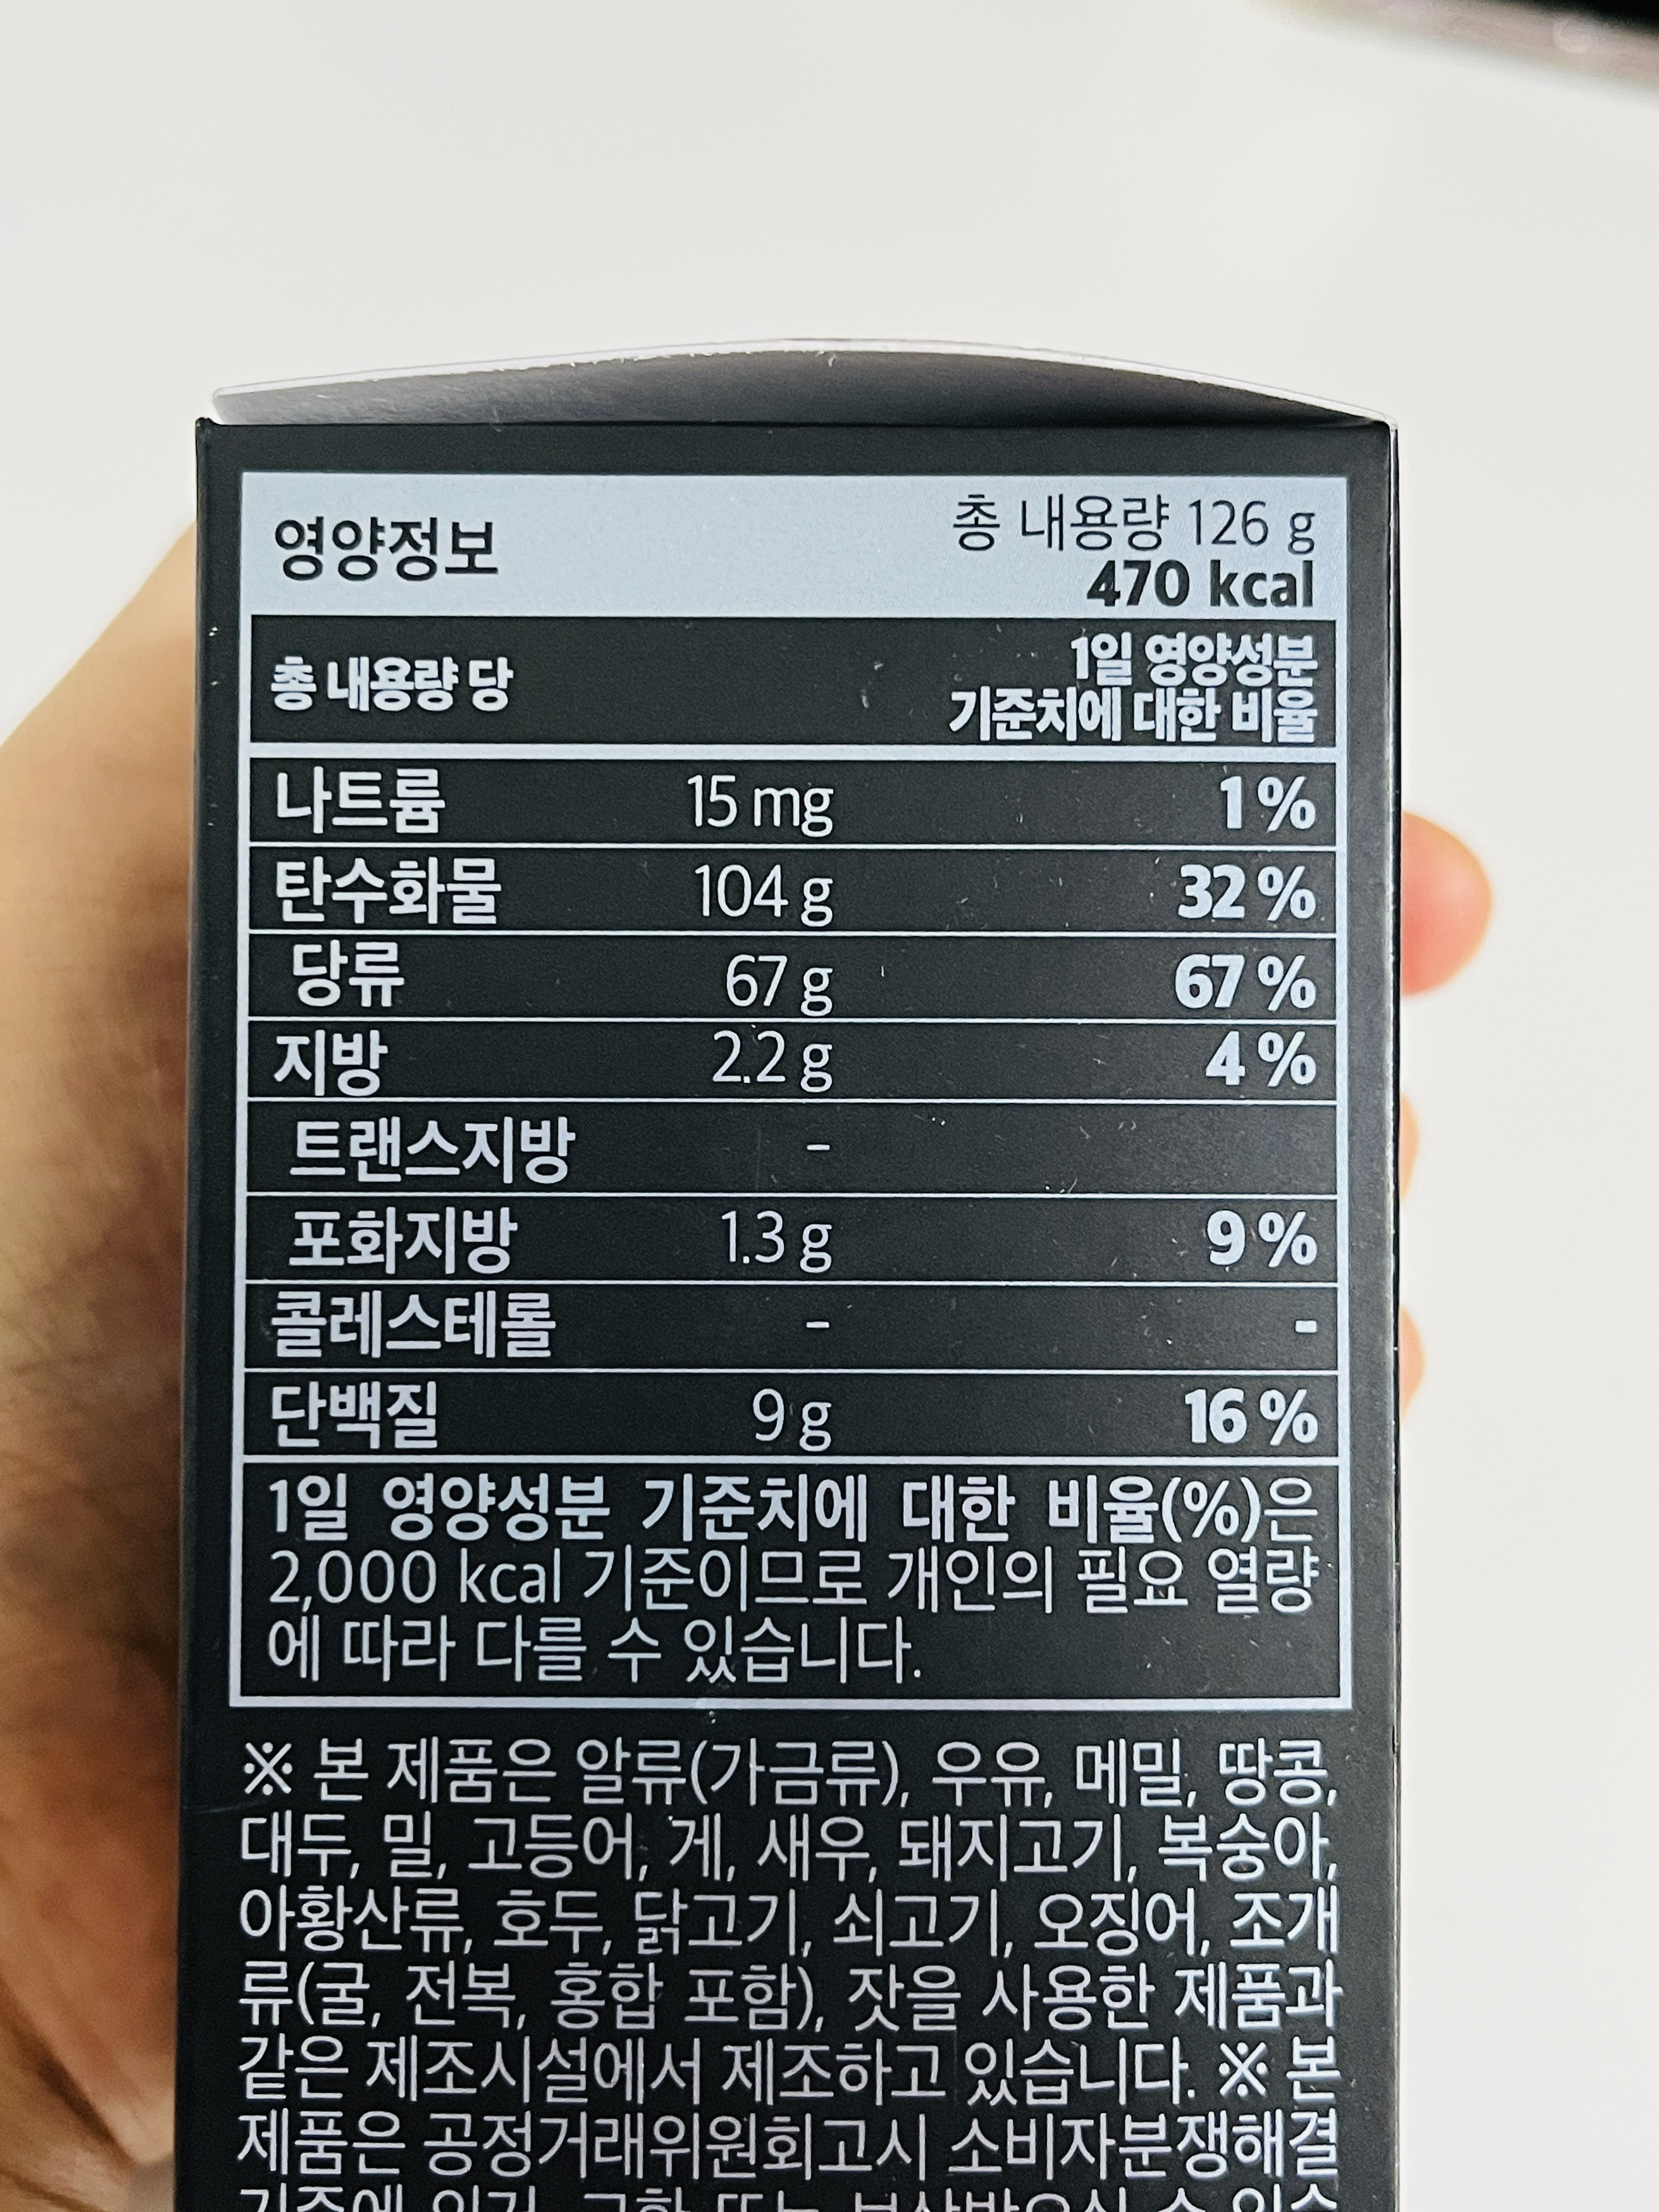 영양정보
총 내용량 126 g
470 kcal
총 내용량 당
1일 영양성분
기준치에 대한 비율
나트륨 15 mg 1 %
탄수화물 104 g 32 %
당류 67 g 67 %
지방 2.2 g 4 %
트랜스지방 -
포화지방 1.3 g 9 %
콜레스테롤 - -
단백질 9 g 16 %
1일 영양성분 기준치에 대한 비율(%)은
2,000 kcal 기준이므로 개인의 필요 열량
에 따라 다를 수 있습니다.
※ 본 제품은 알류(가금류), 우유, 메밀, 땅콩,
대두, 밀, 고등어, 게, 새우, 돼지고기, 복숭아,
아황산류, 호두, 닭고기, 쇠고기, 오징어, 조개
류(굴, 전복, 홍합 포함), 잣을 사용한 제품과
같은 제조시설에서 제조하고 있습니다. ※ 본
제품은 공정거래위원회고시 소비자분쟁해결